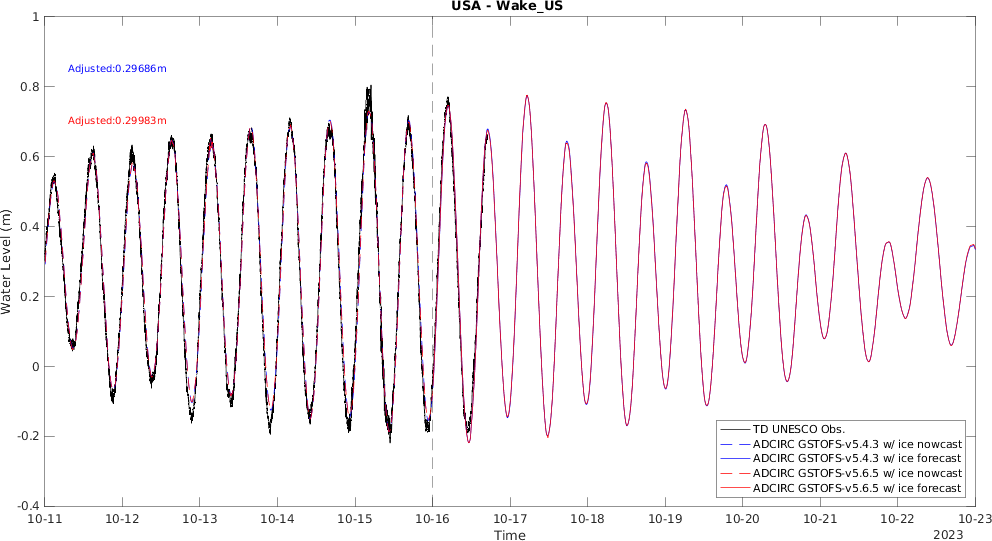 USA - Wake_US
1
0.8
0.6
0.4
0.2
0
-0.2
-0.4
Water Level (m)
Adjusted:0.29686m
Adjusted:0.29983m
TD UNESCO Obs.
ADCIRC GSTOFS-v5.4.3 w/ ice nowcast
ADCIRC GSTOFS-v5.4.3 w/ ice forecast
ADCIRC GSTOFS-v5.6.5 w/ ice nowcast
ADCIRC GSTOFS-v5.6.5 w/ ice forecast
10-11 10-12 10-13 10-14 10-15 10-16 10-17 10-18 10-19 10-20 10-21 10-22 10-23
Time
2023